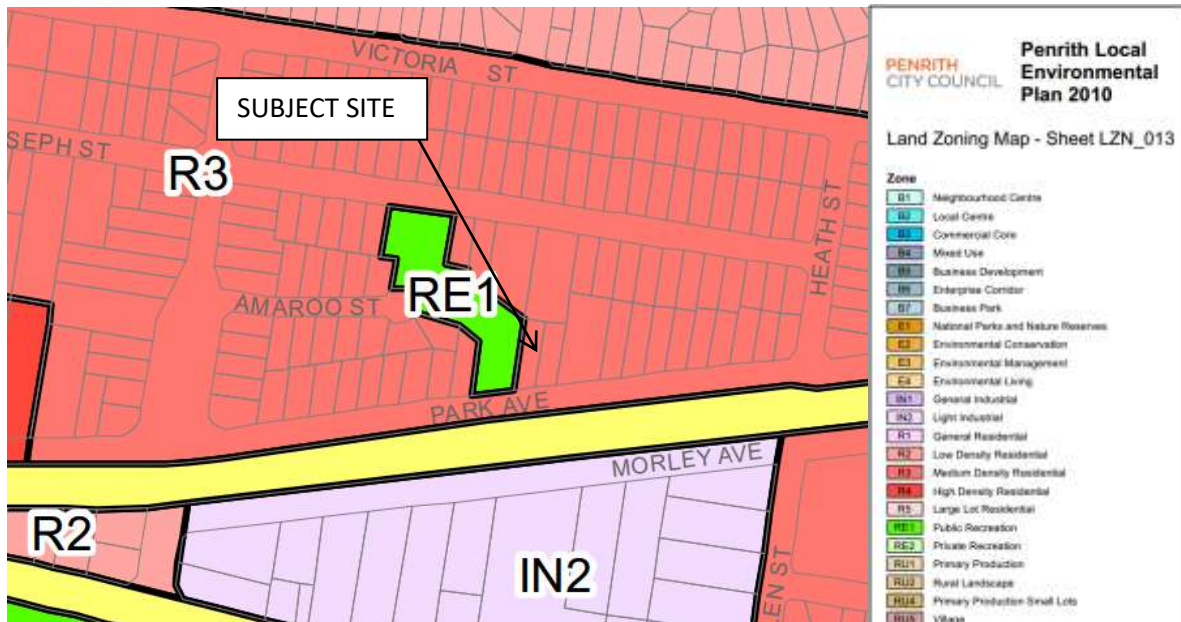 VICTORIA ST
SUBJECT SITE
SEPH ST
R3
HEATH ST
AMAROO ST
RE1
PARK AVE
MORLEY AVE
R2
IN2
EN ST
PENRITH
CITY COUNCIL
Penrith Local
Environmental
Plan 2010
Land Zoning Map - Sheet LZN_013
Zone
B1 Neighbourhood Centre
B2 Local Centre
B3 Commercial Core
B4 Mixed Use
B5 Business Development
B6 Enterprise Corridor
B7 Business Park
E1 National Parks and Nature Reserves
E2 Environmental Conservation
E3 Environmental Management
E4 Environmental Living
IN1 General Industrial
IN2 Light Industrial
R1 General Residential
R2 Low Density Residential
R3 Medium Density Residential
R4 High Density Residential
R5 Large Lot Residential
RE1 Public Recreation
RE2 Private Recreation
RU1 Primary Production
RU2 Rural Landscape
RU4 Primary Production Small Lots
RU5 Village